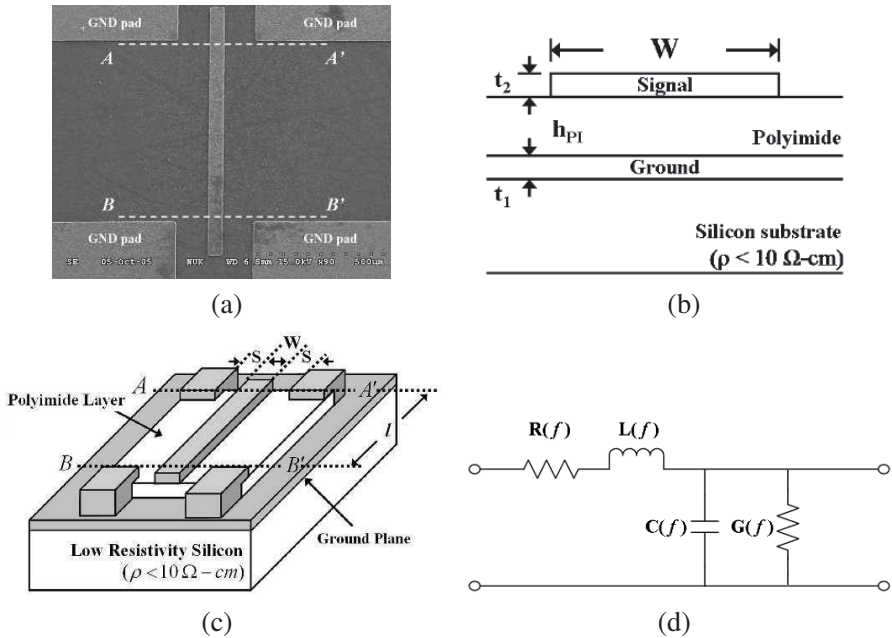 GND pad
GND pad
A
A'
B
B'
GND pad
GND pad
SE 05-Oct-05 NUK WD 6.8mm 15.0kV x90 500um
(a)
W
t2
Signal
hPI
Polyimide
Ground
t1
Silicon substrate
(ρ < 10 Ω-cm)
(b)
S W S
A
A'
Polyimide Layer
l
B
B'
Ground Plane
Low Resistivity Silicon
(ρ<10Ω-cm)
(c)
R(f)
L(f)
C(f)
G(f)
(d)